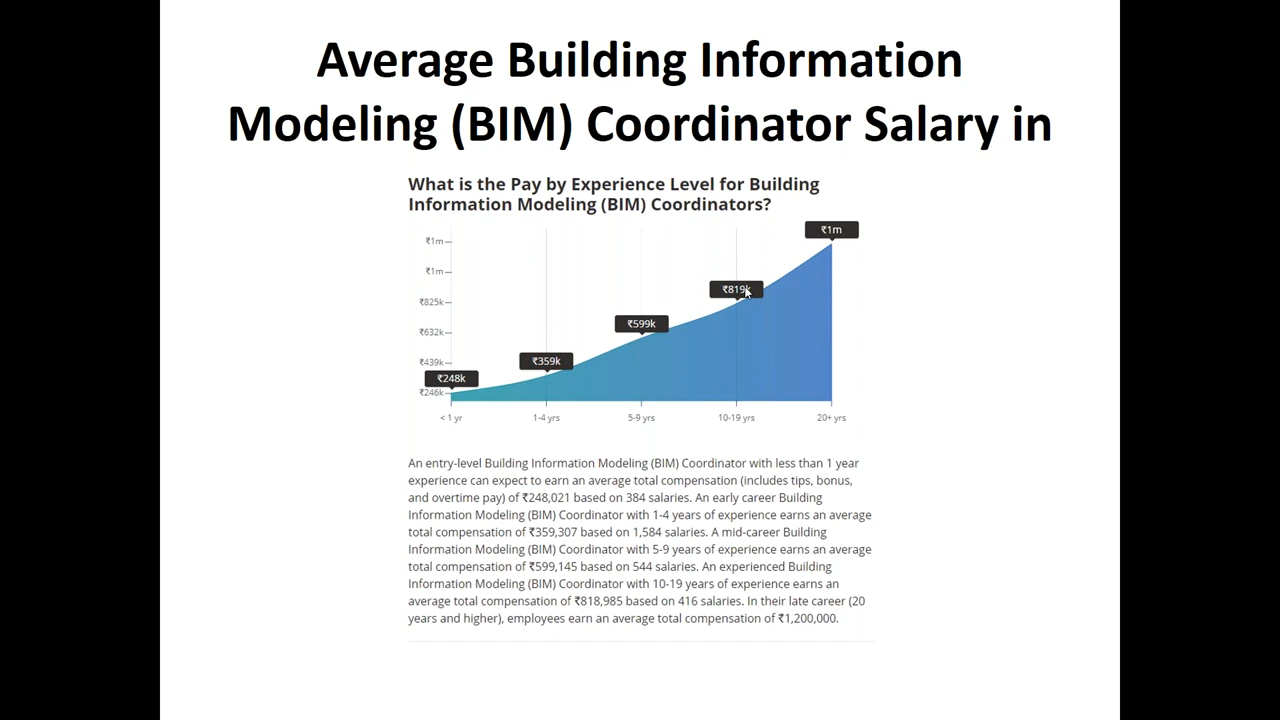 Average Building Information
Modeling (BIM) Coordinator Salary in
What is the Pay by Experience Level for Building
Information Modeling (BIM) Coordinators?
₹1m
₹1m
₹1m
₹819k
₹825k
₹599k
₹632k
₹359k
₹439k
₹248k
₹246k
< 1 yr
1-4 yrs
5-9 yrs
10-19 yrs
20+ yrs
An entry-level Building Information Modeling (BIM) Coordinator with less than 1 year
experience can expect to earn an average total compensation (includes tips, bonus,
and overtime pay) of ₹248,021 based on 384 salaries. An early career Building
Information Modeling (BIM) Coordinator with 1-4 years of experience earns an average
total compensation of ₹359,307 based on 1,584 salaries. A mid-career Building
Information Modeling (BIM) Coordinator with 5-9 years of experience earns an average
total compensation of ₹599,145 based on 544 salaries. An experienced Building
Information Modeling (BIM) Coordinator with 10-19 years of experience earns an
average total compensation of ₹818,985 based on 416 salaries. In their late career (20
years and higher), employees earn an average total compensation of ₹1,200,000.